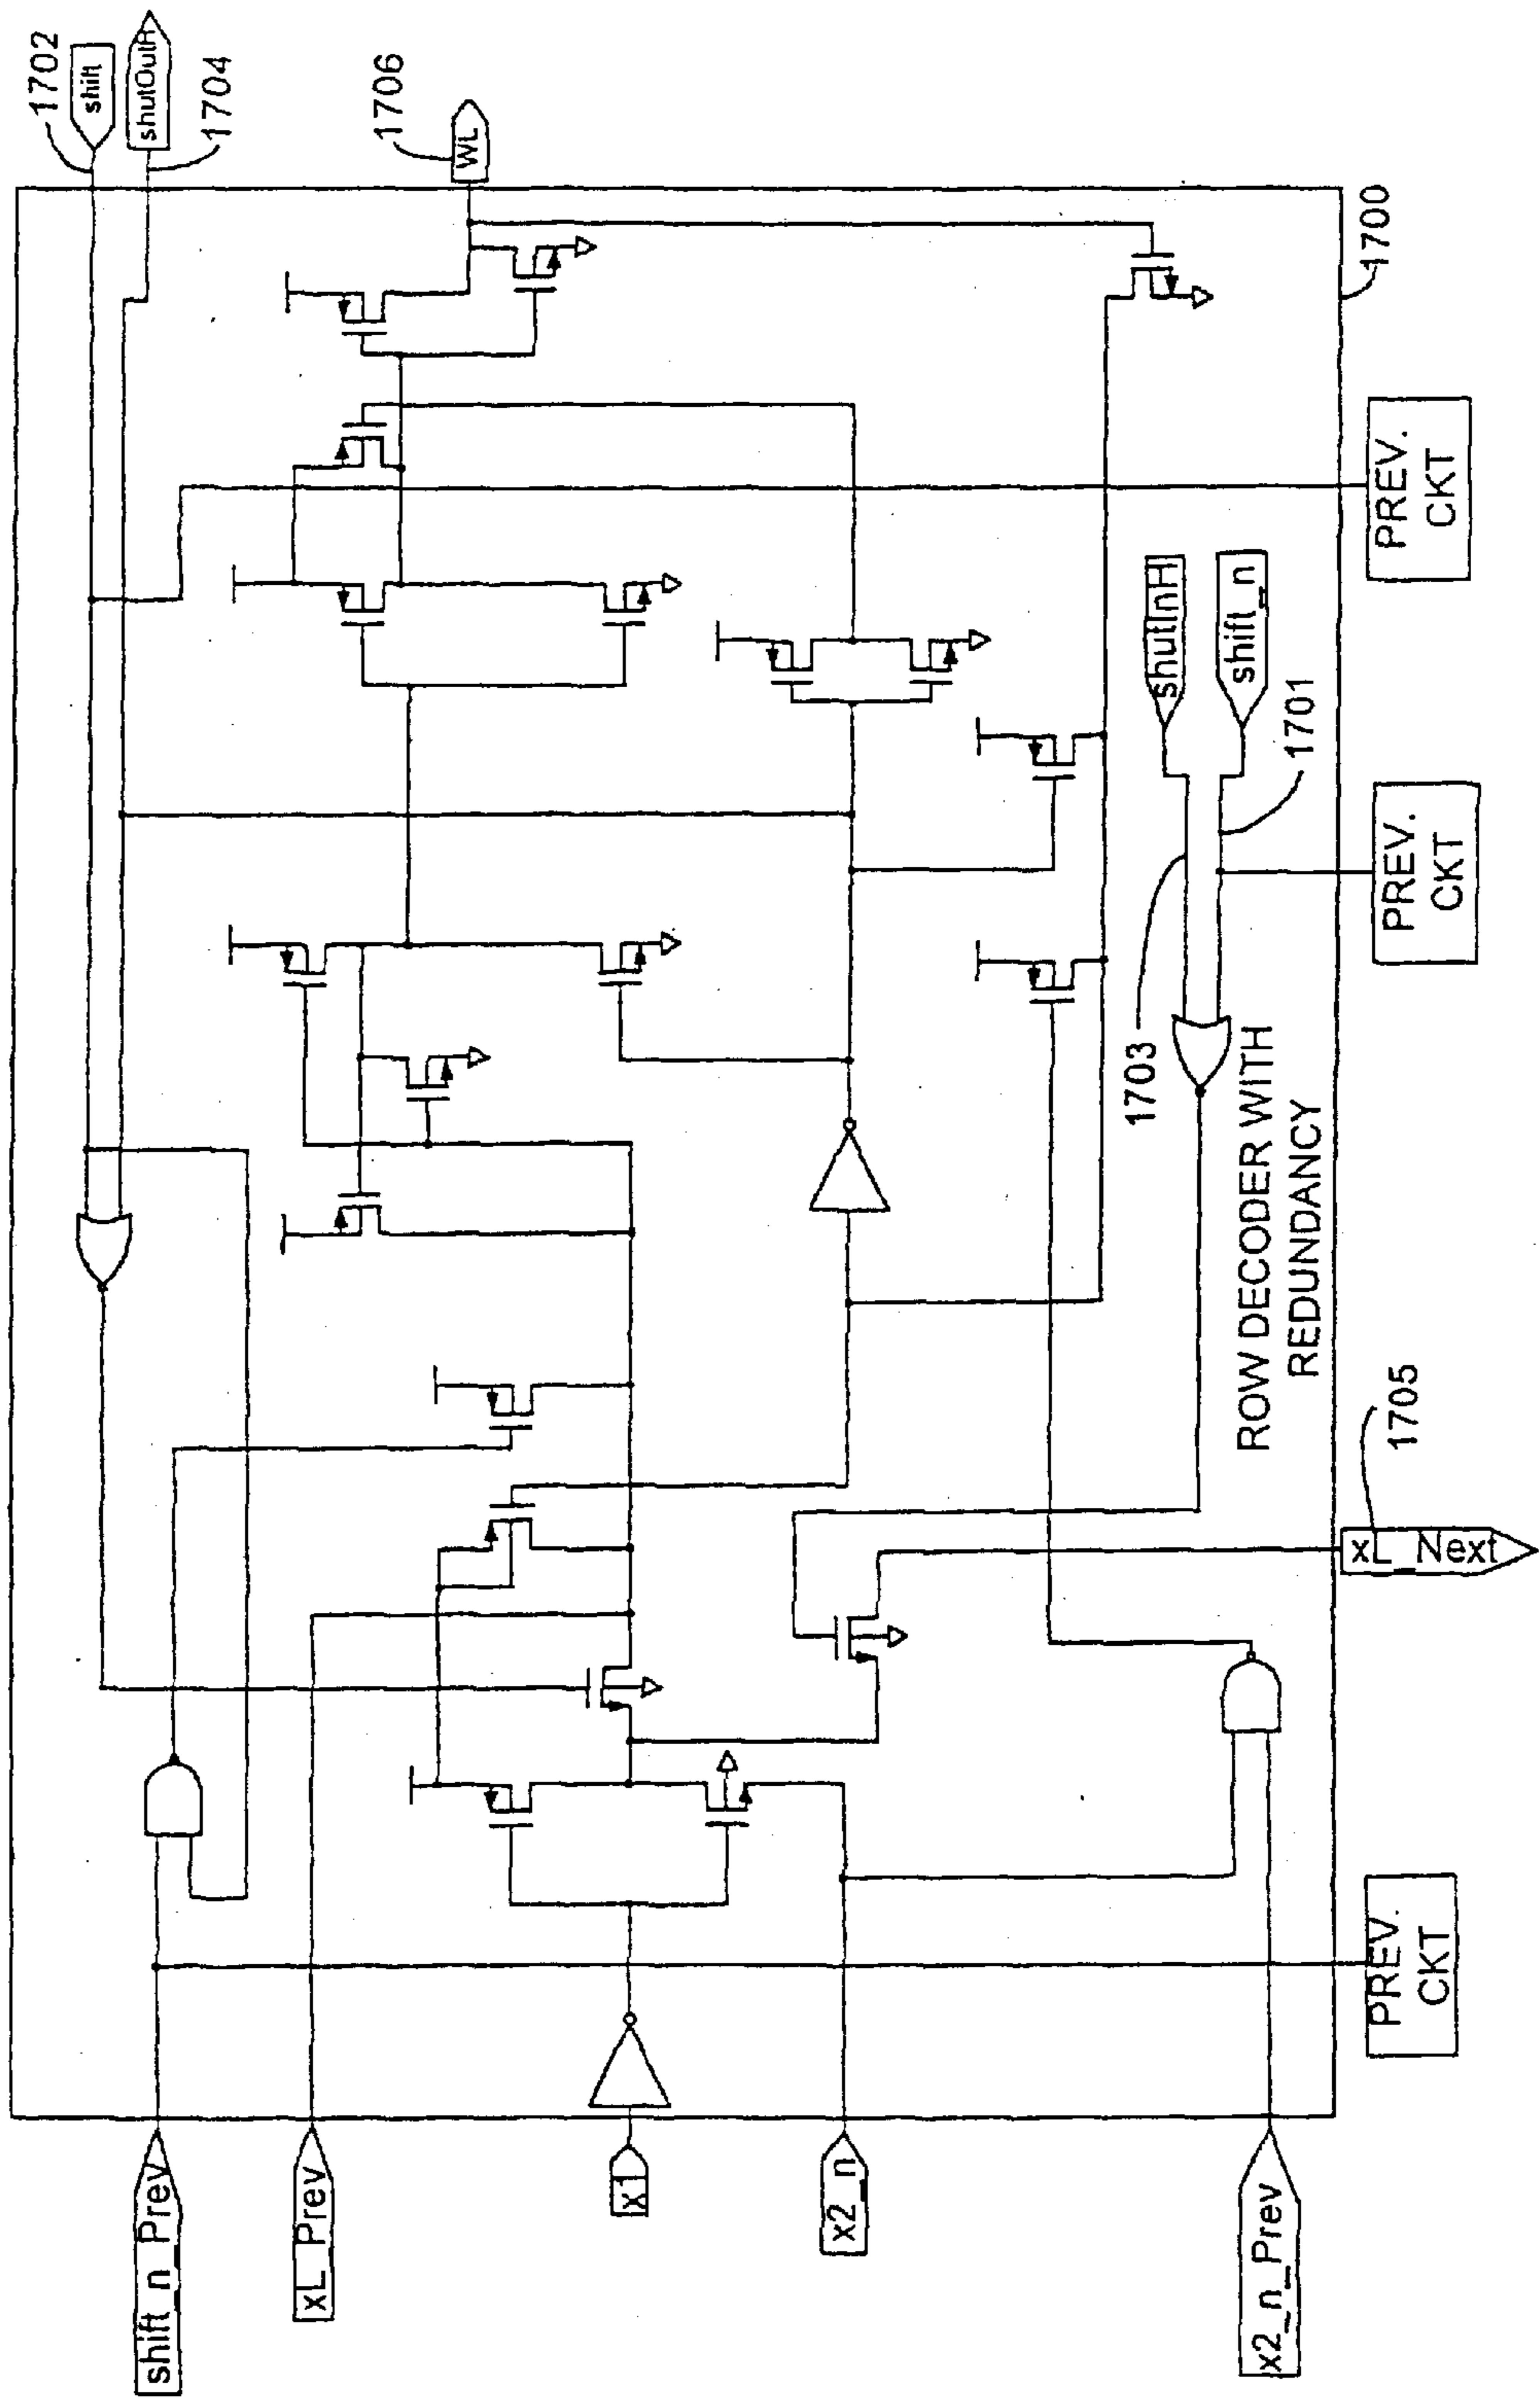 1702
shift
shutOutR
1704
1706
WL
1700
PREV.
CKT
shutInH
shift_n
1701
PREV.
CKT
1703
ROW DECODER WITH
REDUNDANCY
1705
xL_Next
PREV.
CKT
shift_n_Prev
xL_Prev
x1
x2_n
x2_n_Prev